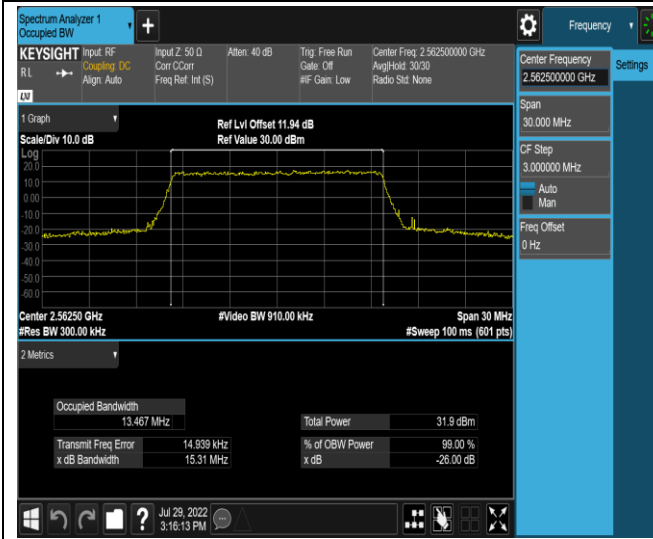 Spectrum Analyzer 1
Occupied BW
Frequency
KEYSIGHT
RL
LXI
Input: RF
Coupling: DC
Align: Auto
Input Z: 50 Ω
Corr CCorr
Freq Ref: Int (S)
Atten: 40 dB
Trig: Free Run
Gate: Off
#IF Gain: Low
Center Freq: 2.562500000 GHz
Avg|Hold: 30/30
Radio Std: None
1 Graph
Scale/Div 10.0 dB
Ref Lvl Offset 11.94 dB
Ref Value 30.00 dBm
Log
20.0
10.0
0.00
-10.0
-20.0
-30.0
-40.0
-50.0
-60.0
Center 2.56250 GHz
#Res BW 300.00 kHz
#Video BW 910.00 kHz
Span 30 MHz
#Sweep 100 ms (601 pts)
2 Metrics
Occupied Bandwidth
13.467 MHz
Total Power 31.9 dBm
Transmit Freq Error 14.939 kHz
% of OBW Power 99.00 %
x dB Bandwidth 15.31 MHz
x dB -26.00 dB
Center Frequency
2.562500000 GHz
Settings
Span
30.000 MHz
CF Step
3.000000 MHz
Auto
Man
Freq Offset
0 Hz
Jul 29, 2022
3:16:13 PM